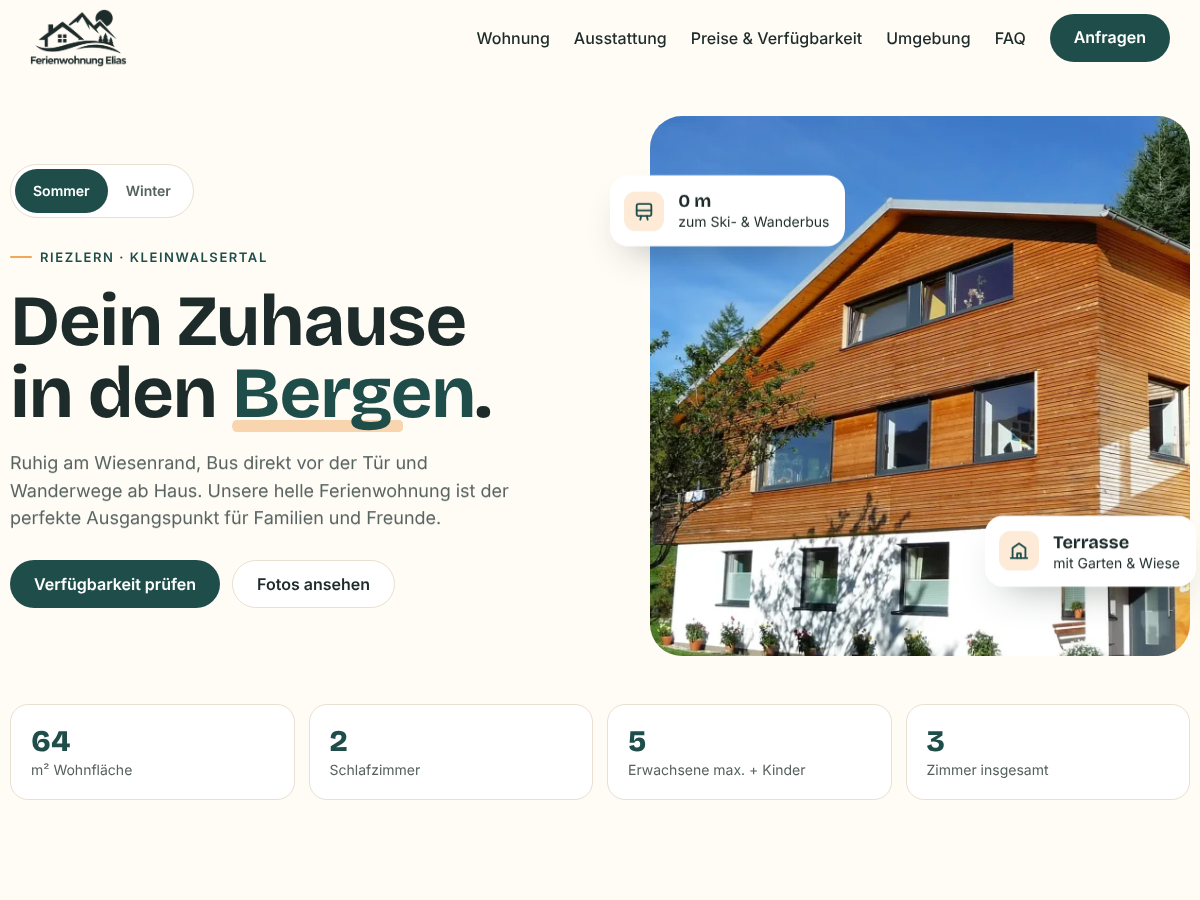 Ferienwohnung Elias
Wohnung
Ausstattung
Preise & Verfügbarkeit
Umgebung
FAQ
Anfragen
Sommer
Winter
RIEZLERN · KLEINWALSERTAL
Dein Zuhause
in den Bergen.
Ruhig am Wiesenrand, Bus direkt vor der Tür und
Wanderwege ab Haus. Unsere helle Ferienwohnung ist der
perfekte Ausgangspunkt für Familien und Freunde.
Verfügbarkeit prüfen
Fotos ansehen
0 m
zum Ski- & Wanderbus
Terrasse
mit Garten & Wiese
64
m² Wohnfläche
2
Schlafzimmer
5
Erwachsene max. + Kinder
3
Zimmer insgesamt